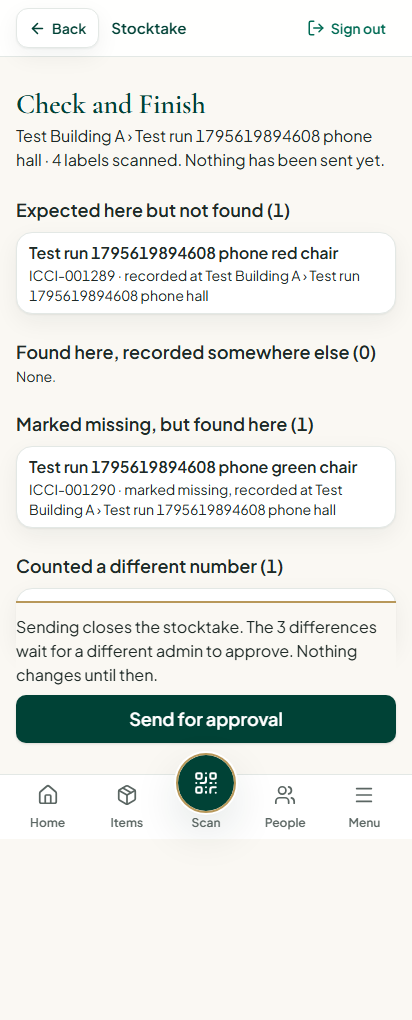 Back
Stocktake
Sign out
Check and Finish
Test Building A › Test run 1795619894608 phone
hall · 4 labels scanned. Nothing has been sent yet.
Expected here but not found (1)
Test run 1795619894608 phone red chair
ICCI-001289 · recorded at Test Building A › Test run
1795619894608 phone hall
Found here, recorded somewhere else (0)
None.
Marked missing, but found here (1)
Test run 1795619894608 phone green chair
ICCI-001290 · marked missing, recorded at Test
Building A › Test run 1795619894608 phone hall
Counted a different number (1)
Sending closes the stocktake. The 3 differences
wait for a different admin to approve. Nothing
changes until then.
Send for approval
Home
Items
Scan
People
Menu